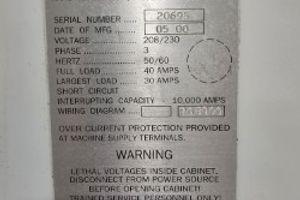 SERIAL NUMBER 20695
DATE OF MFG 05 00
VOLTAGE 208/230
PHASE 3
HERTZ 50/60
FULL LOAD 40 AMPS
LARGEST LOAD 30 AMPS
SHORT CIRCUIT
INTERRUPTING CAPACITY - 10,000 AMPS
WIRING DIAGRAM
OVER CURRENT PROTECTION PROVIDED
AT MACHINE SUPPLY TERMINALS.
WARNING
LETHAL VOLTAGES INSIDE CABINET.
DISCONNECT FROM POWER SOURCE
BEFORE OPENING CABINET!
TRAINED SERVICE PERSONNEL ONLY!